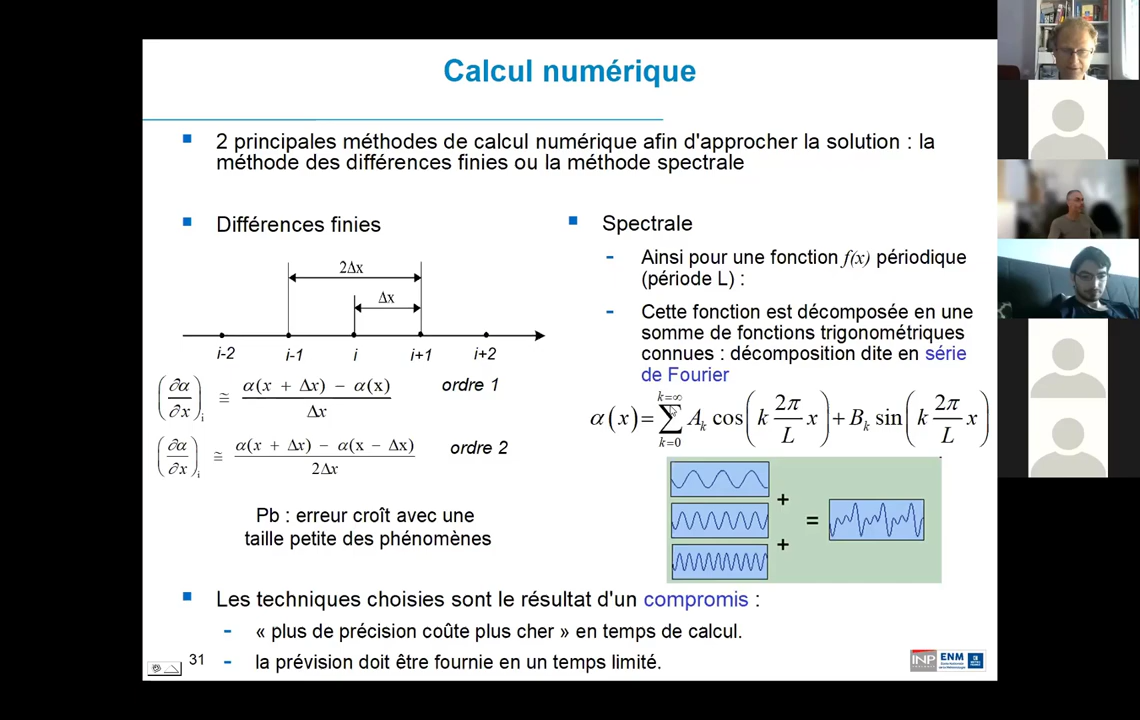 Calcul numérique
2 principales méthodes de calcul numérique afin d'approcher la solution : la
méthode des différences finies ou la méthode spectrale
Différences finies
2Δx
Δx
i-2 i-1 i i+1 i+2
(∂α/∂x)i ≅ (α(x + Δx) − α(x))/Δx ordre 1
(∂α/∂x)i ≅ (α(x + Δx) − α(x − Δx))/2Δx ordre 2
Pb : erreur croît avec une
taille petite des phénomènes
Spectrale
- Ainsi pour une fonction f(x) périodique
(période L) :
- Cette fonction est décomposée en une
somme de fonctions trigonométriques
connues : décomposition dite en série
de Fourier
α(x)= ∑ k=0 k=∞ Ak cos(k 2π/L x) + Bk sin(k 2π/L x)
+
=
+
Les techniques choisies sont le résultat d'un compromis :
- « plus de précision coûte plus cher » en temps de calcul.
- la prévision doit être fournie en un temps limité.
31
INP ENM